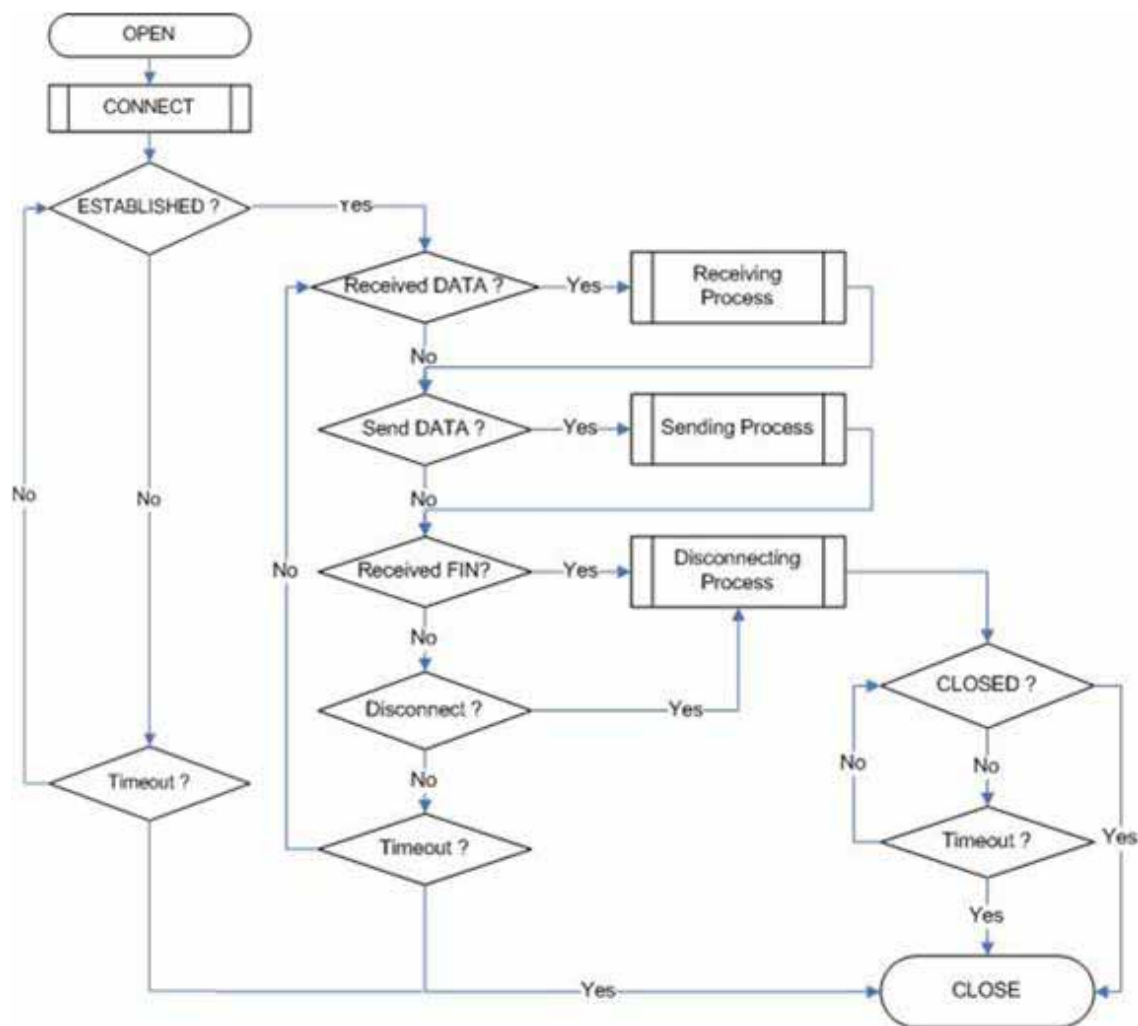 OPEN
CONNECT
ESTABLISHED ?
Yes
Received DATA ?
Yes
Receiving
Process
No
Send DATA ?
Yes
Sending Process
No
No
No
Received FIN?
Yes
Disconnecting
Process
No
No
CLOSED ?
Disconnect ?
Yes
No
No
No
Timeout ?
Timeout ?
Timeout ?
Yes
Yes
Yes
CLOSE